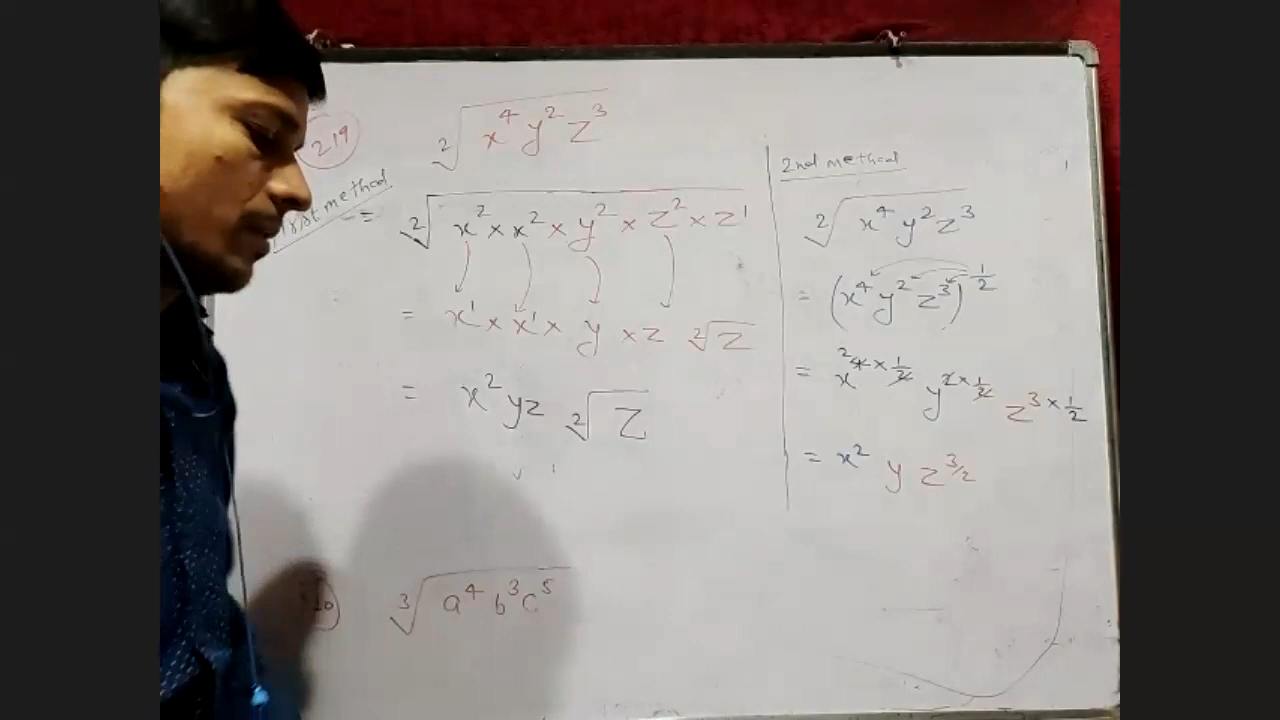 219
²√x⁴y²z³
First method
= ²√x² × x² × y² × z² × z¹
= x¹ × x¹ × y × z ²√z
= x²yz ²√z
2nd method
²√x⁴y²z³
= (x⁴y²z³)^1/2
= x^4×1/2 y^2×1/2 z^3×1/2
= x² y z^3/2
³√a⁴b³c⁵